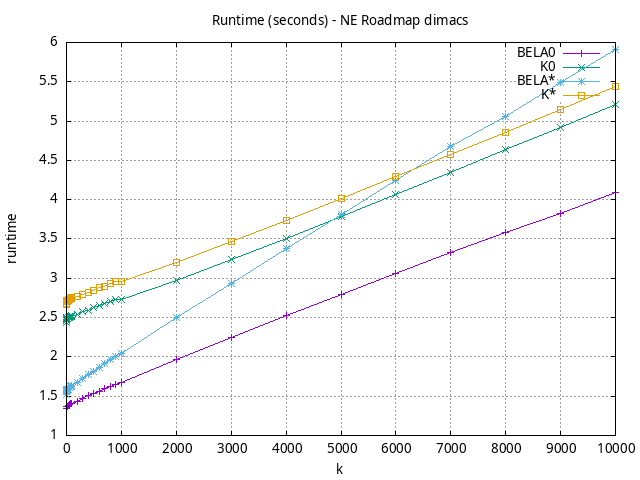 Runtime (seconds) - NE Roadmap dimacs
BELA0
K0
BELA*
K*
6
5.5
5
4.5
4
3.5
3
2.5
2
1.5
1
runtime
0 1000 2000 3000 4000 5000 6000 7000 8000 9000 10000
k